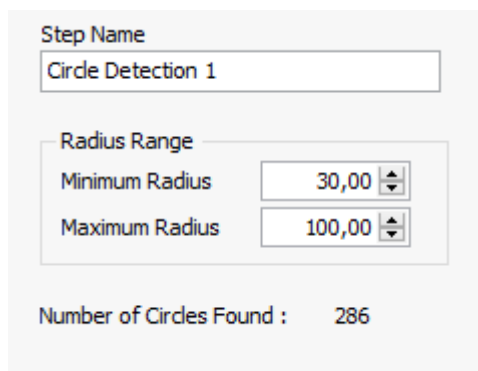 Step Name
Circle Detection 1
Radius Range
Minimum Radius 30,00
Maximum Radius 100,00
Number of Circles Found : 286